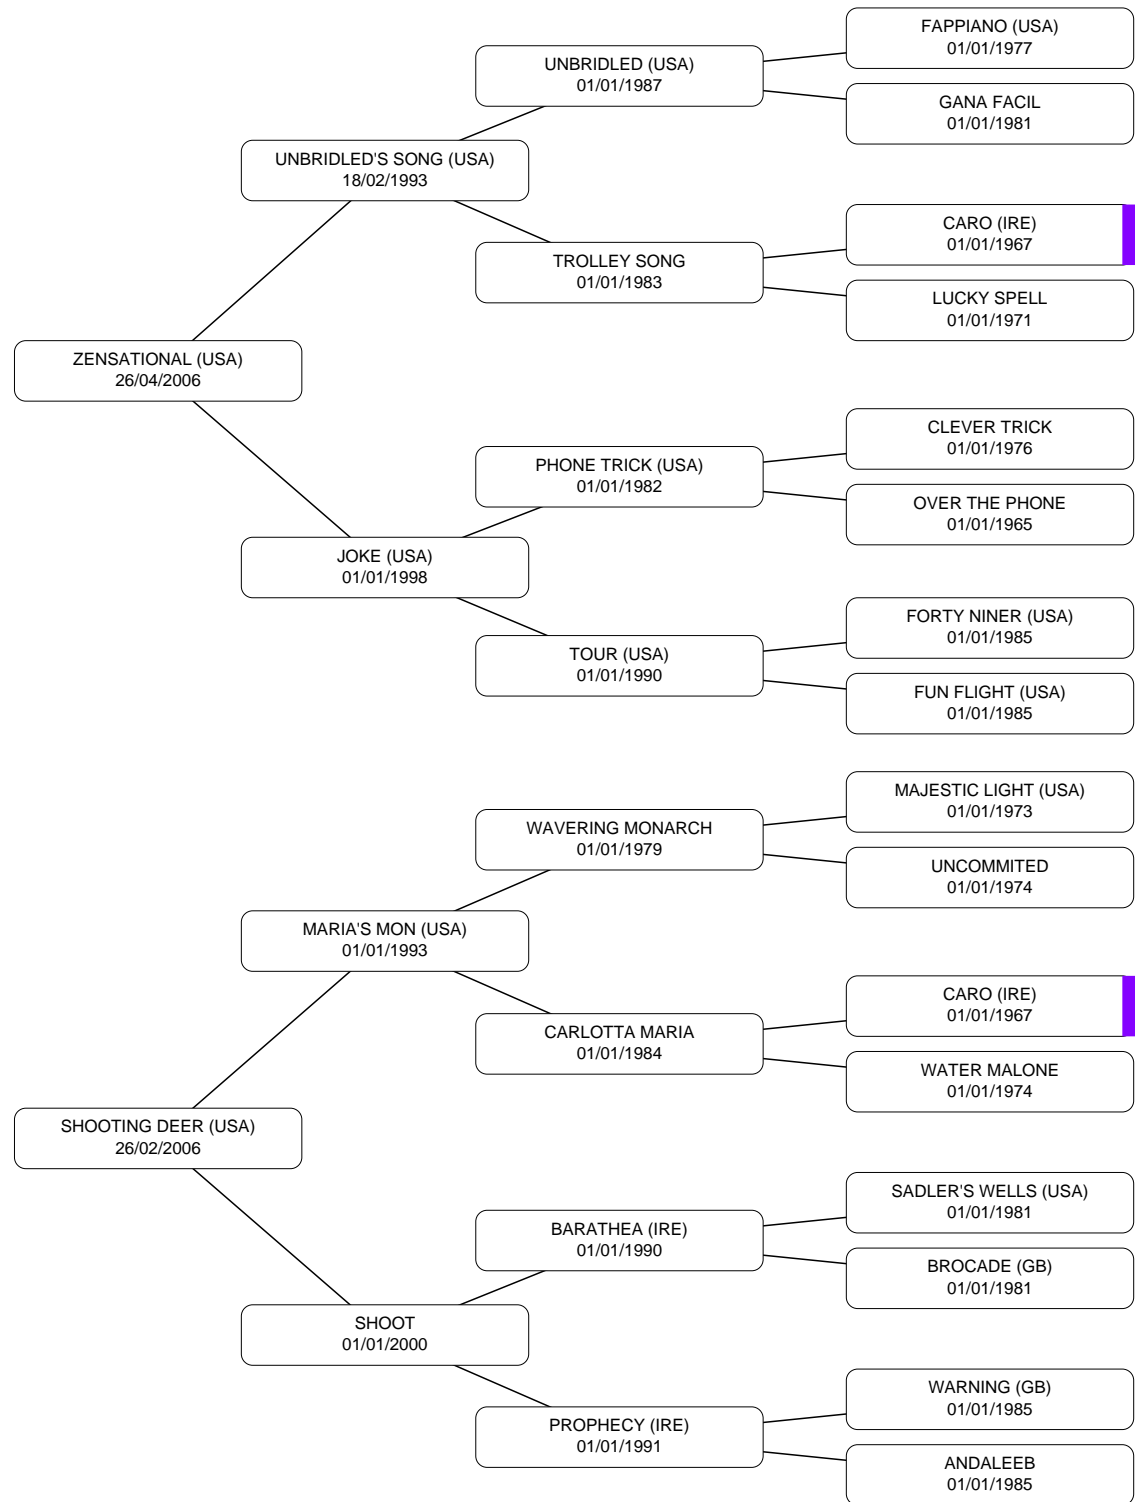 FAPPIANO (USA)
01/01/1977
UNBRIDLED (USA)
01/01/1987
GANA FACIL
01/01/1981
UNBRIDLED'S SONG (USA)
18/02/1993
CARO (IRE)
01/01/1967
TROLLEY SONG
01/01/1983
LUCKY SPELL
01/01/1971
ZENSATIONAL (USA)
26/04/2006
CLEVER TRICK
01/01/1976
PHONE TRICK (USA)
01/01/1982
OVER THE PHONE
01/01/1965
JOKE (USA)
01/01/1998
FORTY NINER (USA)
01/01/1985
TOUR (USA)
01/01/1990
FUN FLIGHT (USA)
01/01/1985
MAJESTIC LIGHT (USA)
01/01/1973
WAVERING MONARCH
01/01/1979
UNCOMMITED
01/01/1974
MARIA'S MON (USA)
01/01/1993
CARO (IRE)
01/01/1967
CARLOTTA MARIA
01/01/1984
WATER MALONE
01/01/1974
SHOOTING DEER (USA)
26/02/2006
SADLER'S WELLS (USA)
01/01/1981
BARATHEA (IRE)
01/01/1990
BROCADE (GB)
01/01/1981
SHOOT
01/01/2000
WARNING (GB)
01/01/1985
PROPHECY (IRE)
01/01/1991
ANDALEEB
01/01/1985